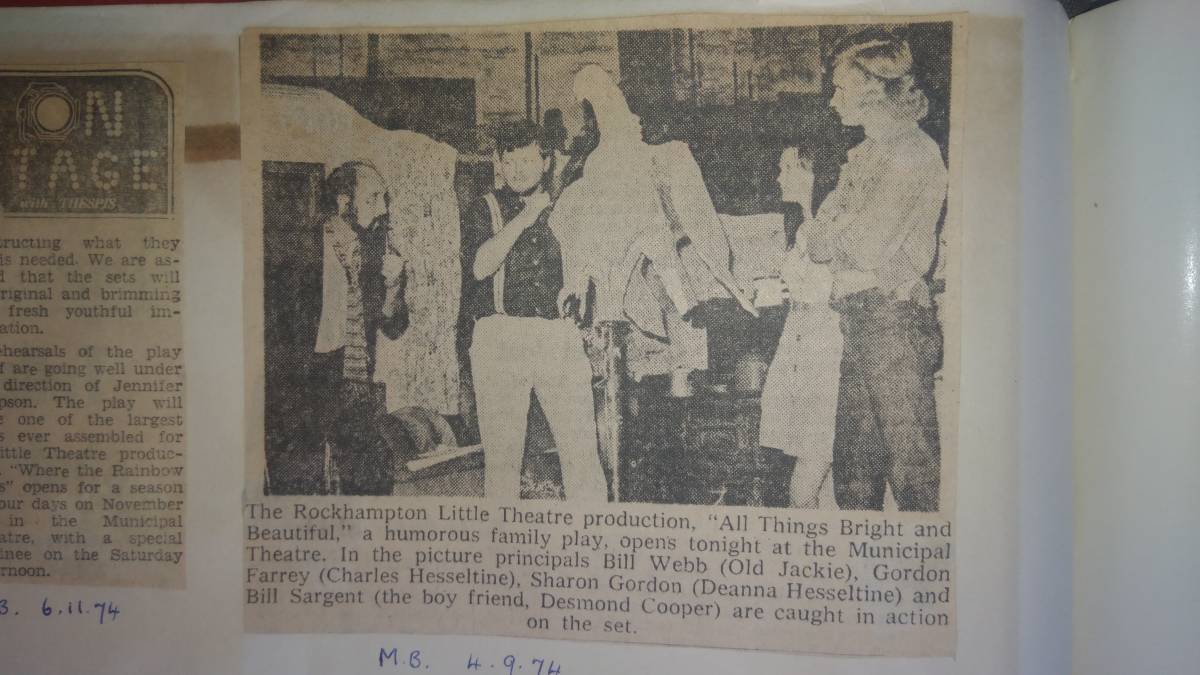 ON
TAGE
with THESPIS
tructing what they
is needed. We are as-
d that the sets will
riginal and brimming
fresh youthful im-
ation.
ehearsals of the play
f are going well under
direction of Jennifer
pson. The play will
e one of the largest
s ever assembled for
ittle Theatre produc-
. "Where the Rainbow
s" opens for a season
our days on November
in the Municipal
atre, with a special
inee on the Saturday
rnoon.
B. 6.11.74
The Rockhampton Little Theatre production, "All Things Bright and
Beautiful," a humorous family play, opens tonight at the Municipal
Theatre. In the picture principals Bill Webb (Old Jackie), Gordon
Farrey (Charles Hesseltine), Sharon Gordon (Deanna Hesseltine) and
Bill Sargent (the boy friend, Desmond Cooper) are caught in action
on the set.
M.B. 4.9.74